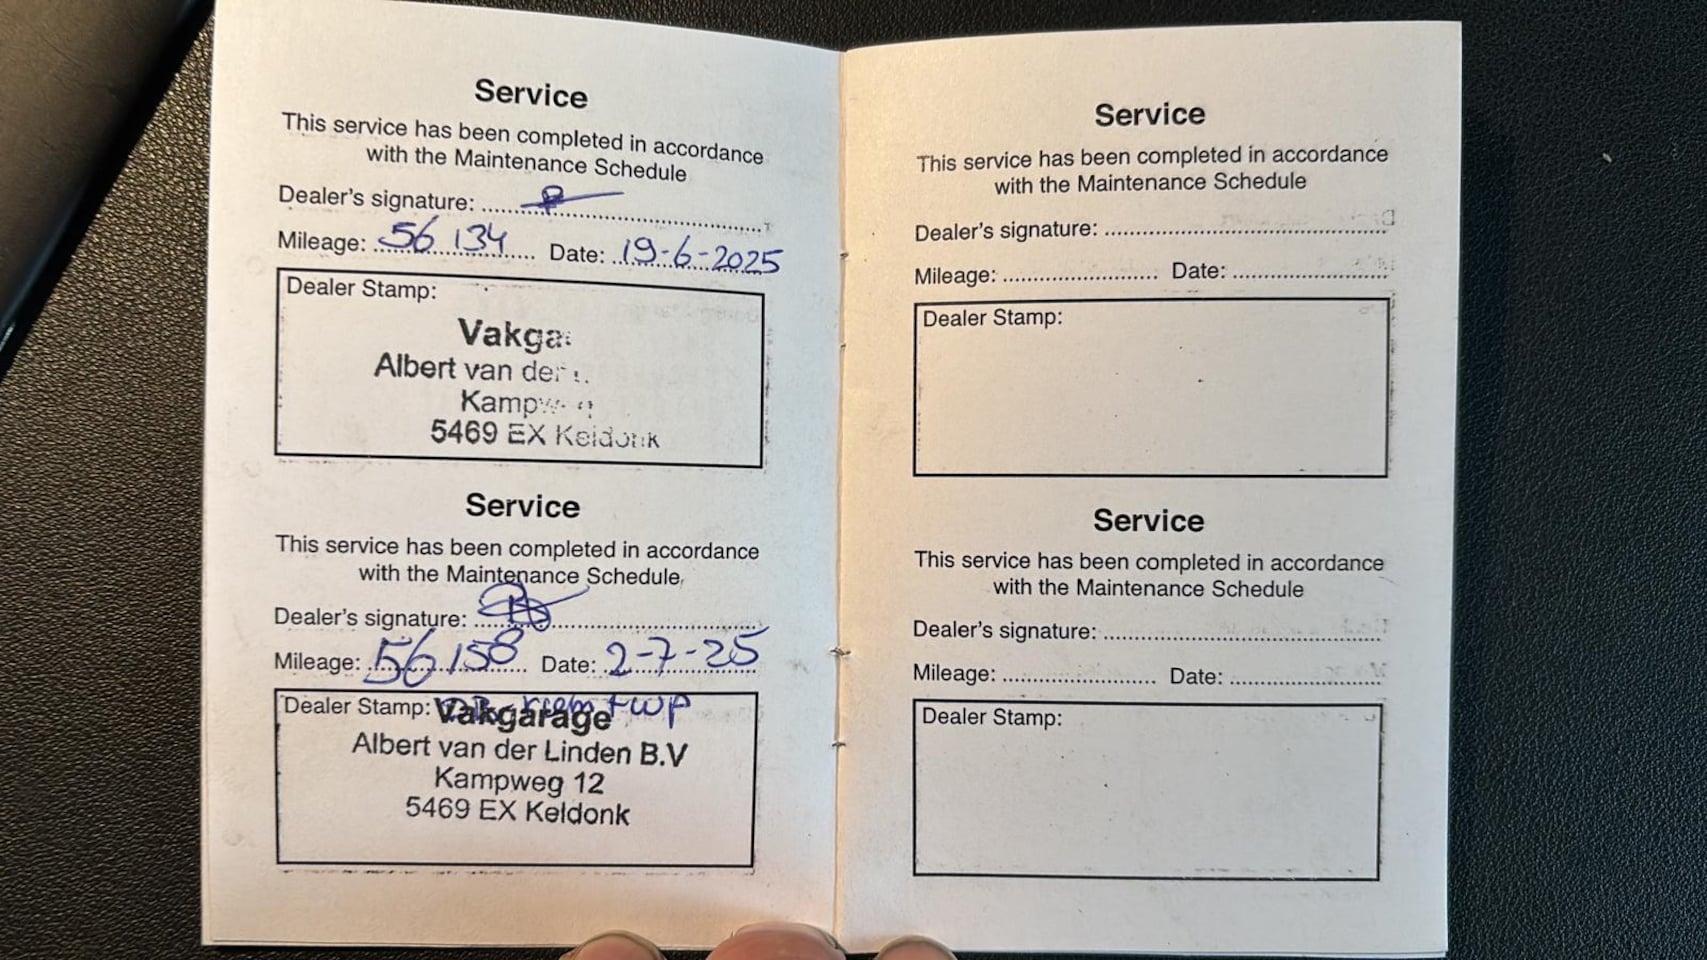 Service
This service has been completed in accordance
with the Maintenance Schedule
Dealer's signature:
Mileage: 56 134 Date: 19-6-2025
Dealer Stamp:
Vakga
Albert van der
Kampw
5469 EX Keldonk
Service
This service has been completed in accordance
with the Maintenance Schedule
Dealer's signature:
Mileage: 56 158 Date: 2-7-25
Dealer Stamp: + WP
Vakgarage
Albert van der Linden B.V
Kampweg 12
5469 EX Keldonk
Service
This service has been completed in accordance
with the Maintenance Schedule
Dealer's signature:
Mileage: Date:
Dealer Stamp:
Service
This service has been completed in accordance
with the Maintenance Schedule
Dealer's signature:
Mileage: Date:
Dealer Stamp: